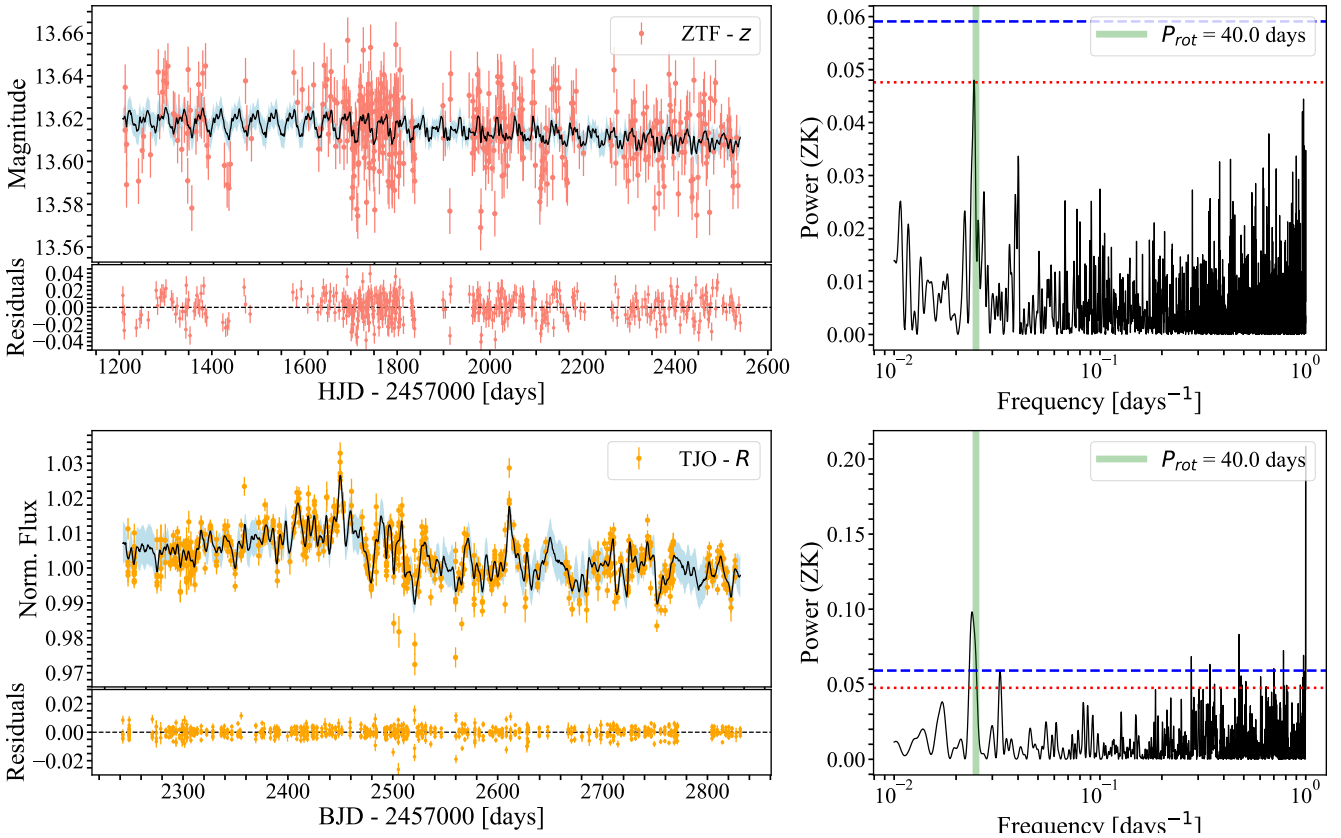 13.66
13.64
13.62
13.60
13.58
13.56
Magnitude
ZTF - z
0.04
0.02
0.00
−0.02
−0.04
Residuals
1200 1400 1600 1800 2000 2200 2400 2600
HJD - 2457000 [days]
0.06
0.05
0.04
0.03
0.02
0.01
0.00
Power (ZK)
P_rot = 40.0 days
10⁻² 10⁻¹ 10⁰
Frequency [days⁻¹]
1.03
1.02
1.01
1.00
0.99
0.98
0.97
Norm. Flux
TJO - R
0.02
0.00
−0.02
Residuals
2300 2400 2500 2600 2700 2800
BJD - 2457000 [days]
0.20
0.15
0.10
0.05
0.00
Power (ZK)
P_rot = 40.0 days
10⁻² 10⁻¹ 10⁰
Frequency [days⁻¹]